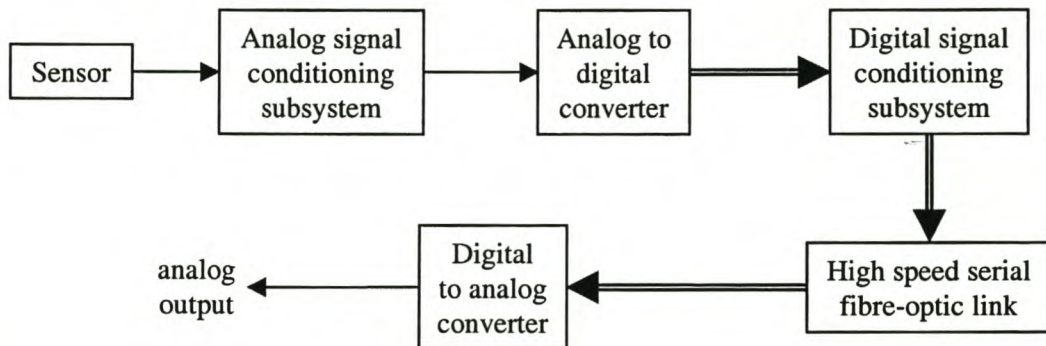 Sensor
Analog signal
conditioning
subsystem
Analog to
digital
converter
Digital signal
conditioning
subsystem
High speed serial
fibre-optic link
Digital
to analog
converter
analog
output